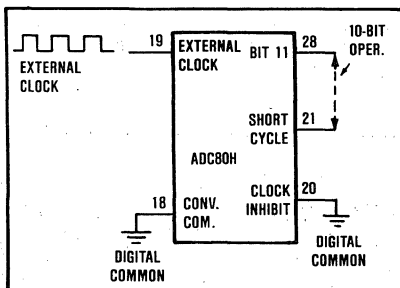 10-BIT
OPER.
19 EXTERNAL CLOCK BIT 11 28
EXTERNAL
CLOCK
SHORT CYCLE 21
ADC80H
18 CONV. COM.
CLOCK INHIBIT 20
DIGITAL
COMMON
DIGITAL
COMMON